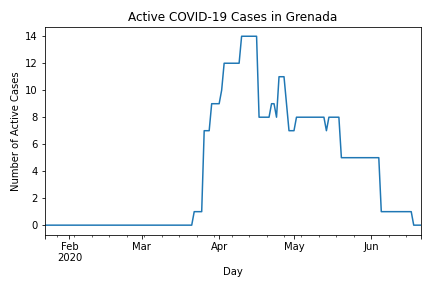 Active COVID-19 Cases in Grenada
14
12
10
8
6
4
2
0
Number of Active Cases
Feb
2020
Mar
Apr
May
Jun
Day